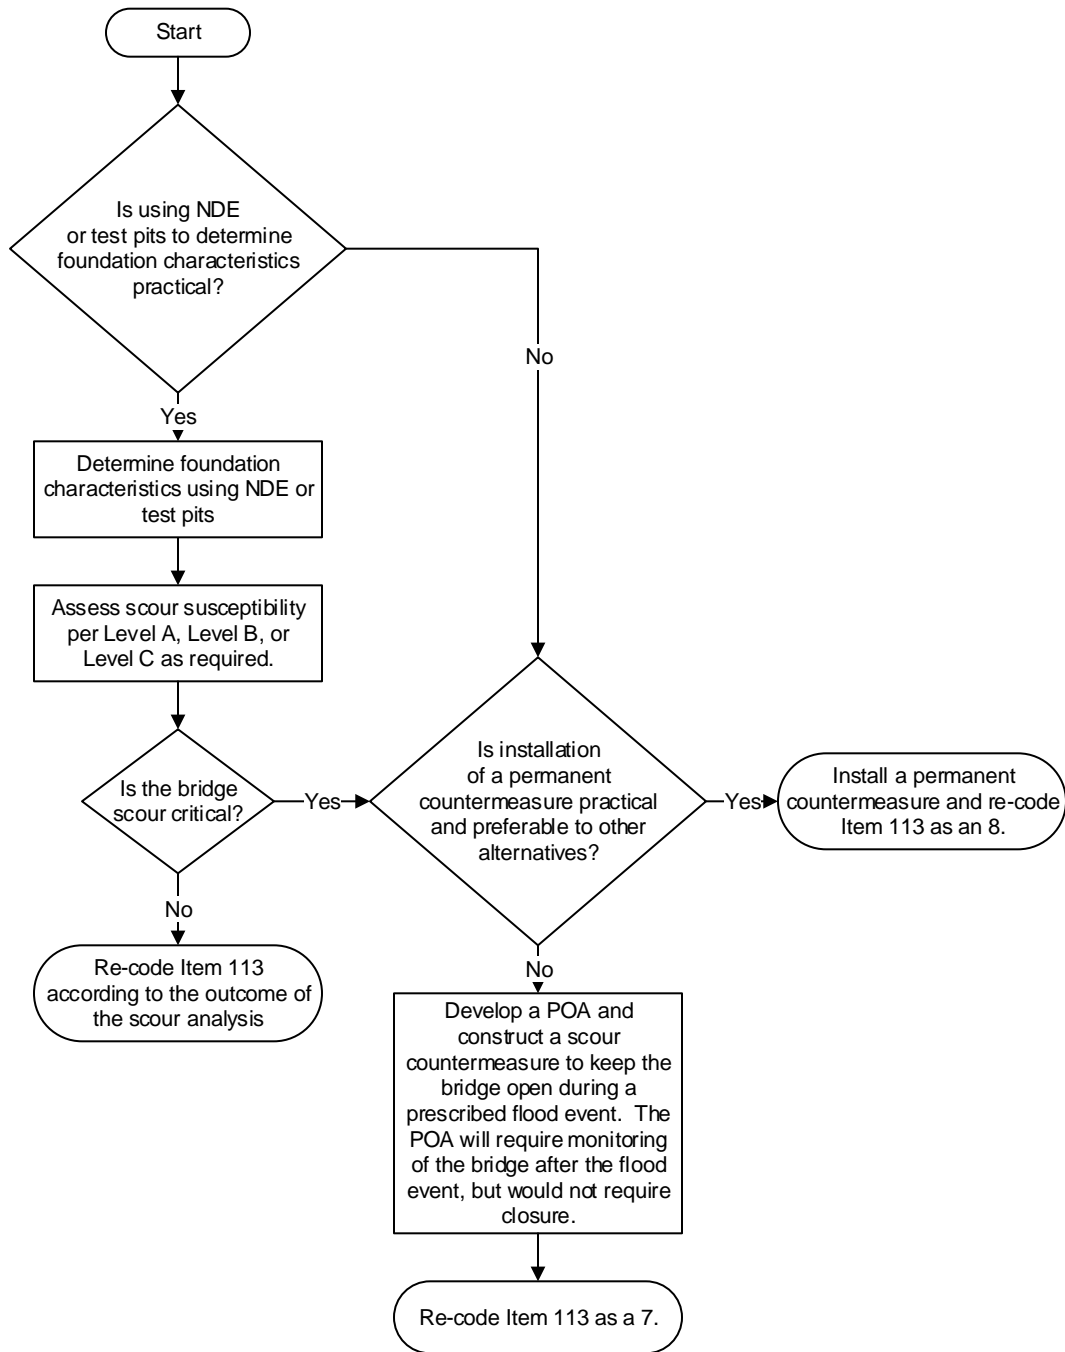 Start
Is using NDE
or test pits to determine
foundation characteristics
practical?
No
Yes
Determine foundation
characteristics using NDE or
test pits
Assess scour susceptibility
per Level A, Level B, or
Level C as required.
Is the bridge
scour critical?
Yes
Is installation
of a permanent
countermeasure practical
and preferable to other
alternatives?
Yes
Install a permanent
countermeasure and re-code
Item 113 as an 8.
No
Re-code Item 113
according to the outcome of
the scour analysis
No
Develop a POA and
construct a scour
countermeasure to keep the
bridge open during a
prescribed flood event. The
POA will require monitoring
of the bridge after the flood
event, but would not require
closure.
Re-code Item 113 as a 7.